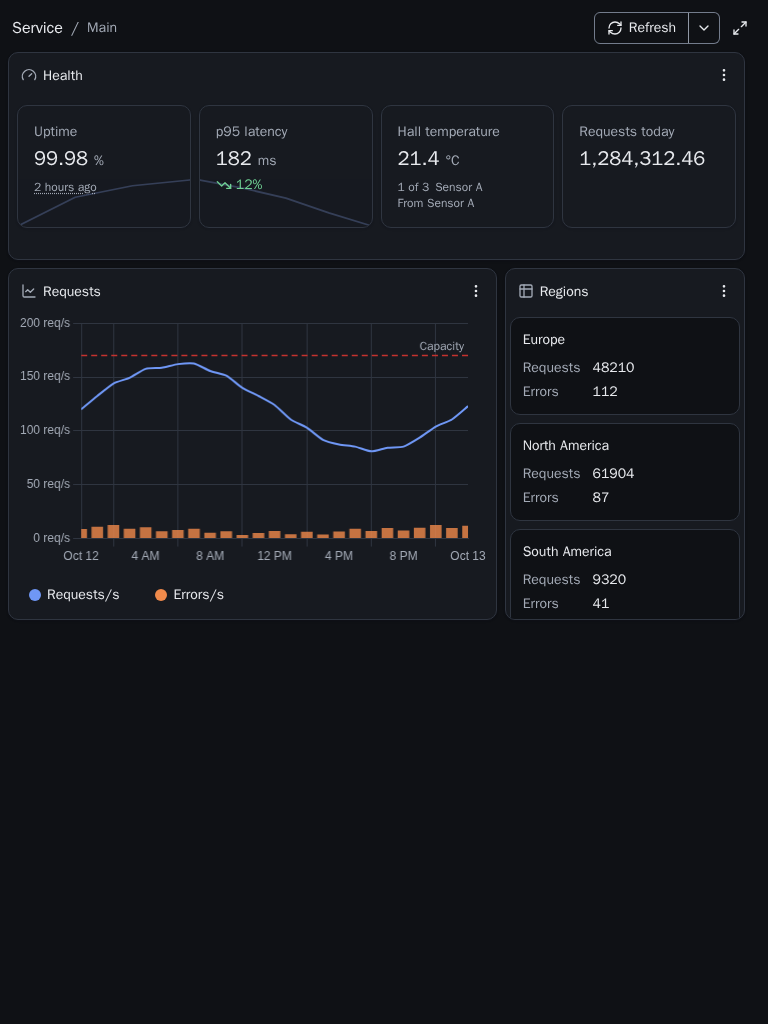 Service / Main
Refresh
Health
Uptime
99.98 %
2 hours ago
p95 latency
182 ms
12%
Hall temperature
21.4 °C
1 of 3 Sensor A
From Sensor A
Requests today
1,284,312.46
Requests
200 req/s
150 req/s
100 req/s
50 req/s
0 req/s
Capacity
Oct 12 4 AM 8 AM 12 PM 4 PM 8 PM Oct 13
Requests/s Errors/s
Regions
Europe
Requests 48210
Errors 112
North America
Requests 61904
Errors 87
South America
Requests 9320
Errors 41